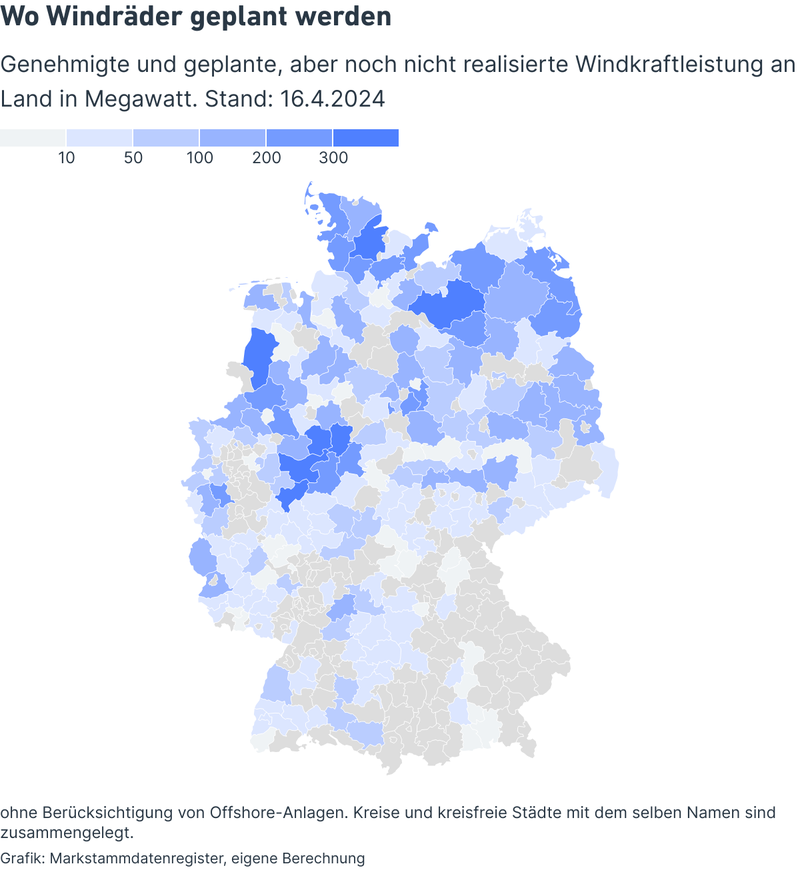 Wo Windräder geplant werden
Genehmigte und geplante, aber noch nicht realisierte Windkraftleistung an
Land in Megawatt. Stand: 16.4.2024
10 50 100 200 300
ohne Berücksichtigung von Offshore-Anlagen. Kreise und kreisfreie Städte mit dem selben Namen sind
zusammengelegt.
Grafik: Markstammdatenregister, eigene Berechnung